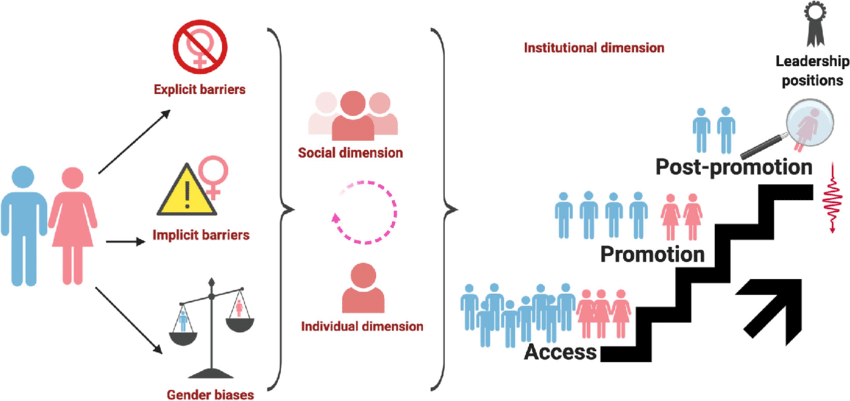 Explicit barriers
Implicit barriers
Gender biases
Social dimension
Individual dimension
Institutional dimension
Leadership
positions
Post-promotion
Promotion
Access